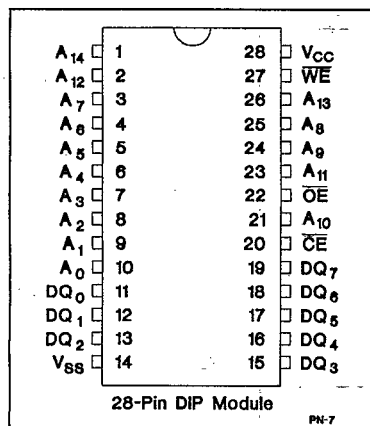 A14 1 28 VCC
A12 2 27 WE
A7 3 26 A13
A6 4 25 A8
A5 5 24 A9
A4 6 23 A11
A3 7 22 OE
A2 8 21 A10
A1 9 20 CE
A0 10 19 DQ7
DQ0 11 18 DQ6
DQ1 12 17 DQ5
DQ2 13 16 DQ4
VSS 14 15 DQ3
28-Pin DIP Module
PN-7